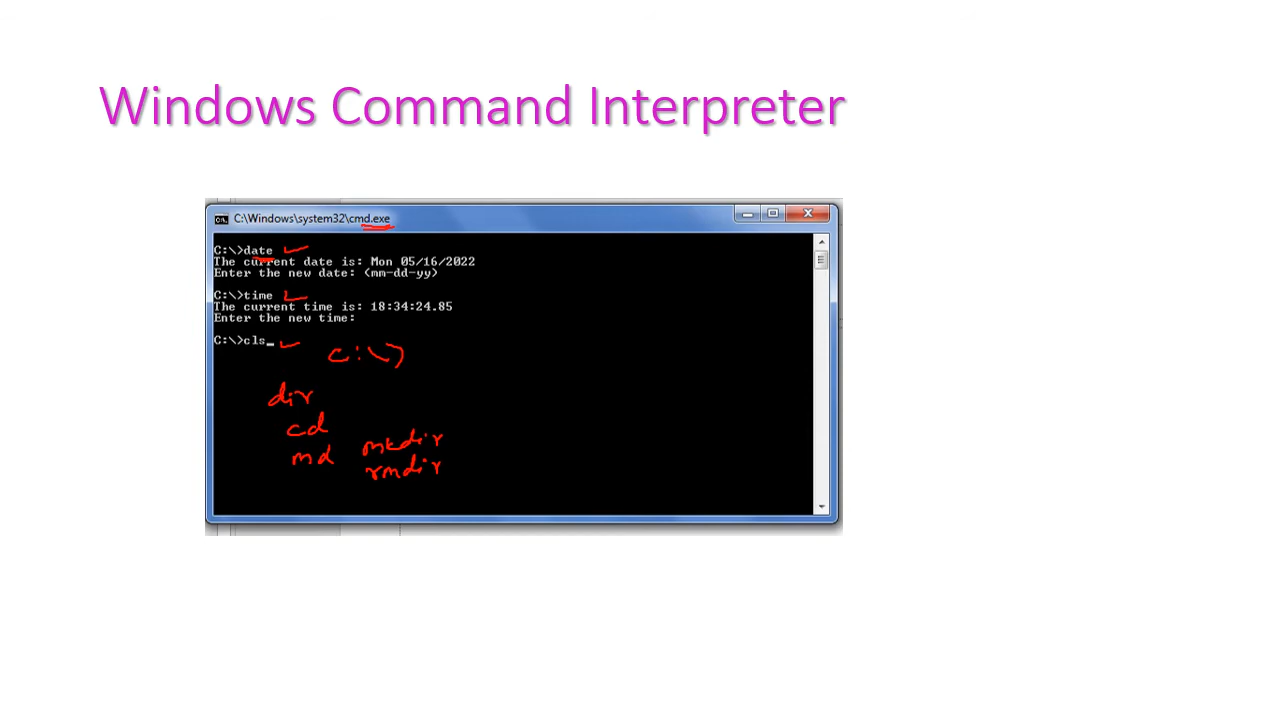 Windows Command Interpreter
C:\Windows\system32\cmd.exe
C:\>date
The current date is: Mon 05/16/2022
Enter the new date: (mm-dd-yy)
C:\>time
The current time is: 18:34:24.85
Enter the new time:
C:\>cls_
C:\>
dir
cd
md mkdir
rmdir